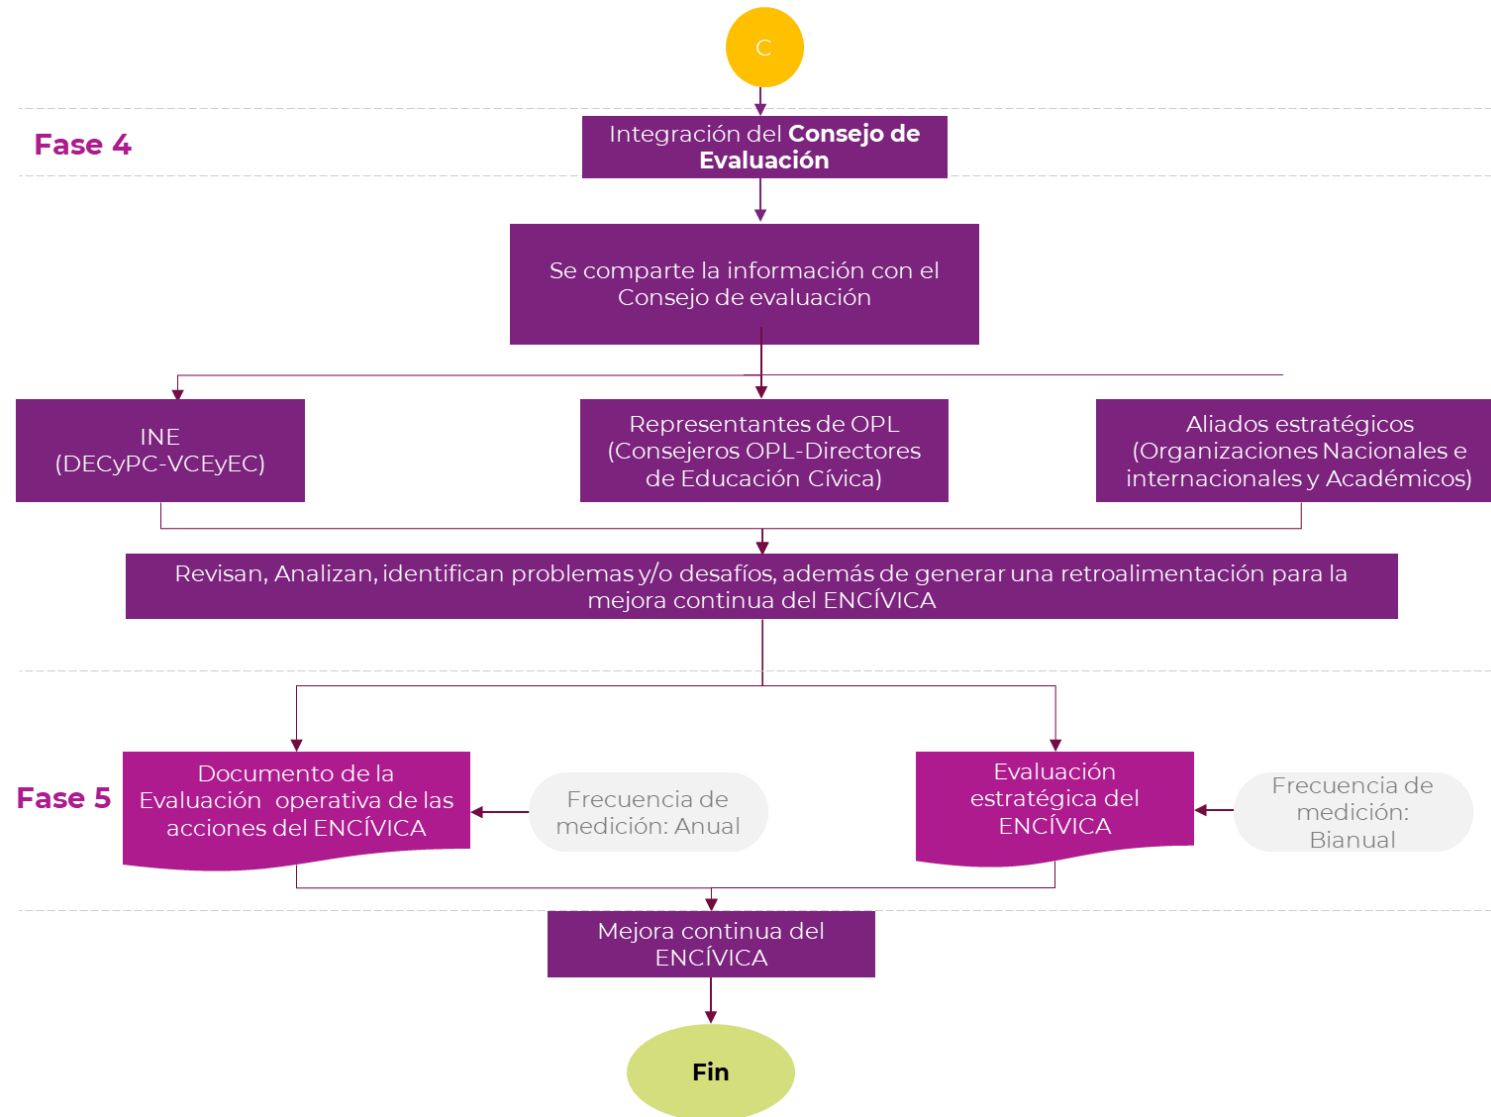 C
Fase 4
Integración del Consejo de
Evaluación
Se comparte la información con el
Consejo de evaluación
INE
(DECyPC-VCEyEC)
Representantes de OPL
(Consejeros OPL-Directores
de Educación Cívica)
Aliados estratégicos
(Organizaciones Nacionales e
internacionales y Académicos)
Revisan, Analizan, identifican problemas y/o desafíos, además de generar una retroalimentación para la
mejora continua del ENCÍVICA
Fase 5
Documento de la
Evaluación operativa de las
acciones del ENCÍVICA
Frecuencia de
medición: Anual
Evaluación
estratégica del
ENCÍVICA
Frecuencia de
medición:
Bianual
Mejora continua del
ENCÍVICA
Fin